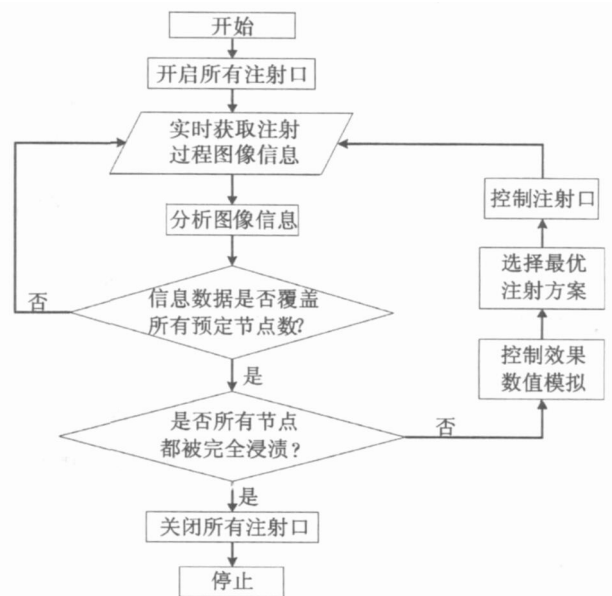 开始
开启所有注射口
实时获取注射
过程图像信息
分析图像信息
信息数据是否覆盖
所有预定节点数?
否
是
是否所有节点
都被完全浸渍?
否
是
关闭所有注射口
停止
控制效果
数值模拟
选择最优
注射方案
控制注射口